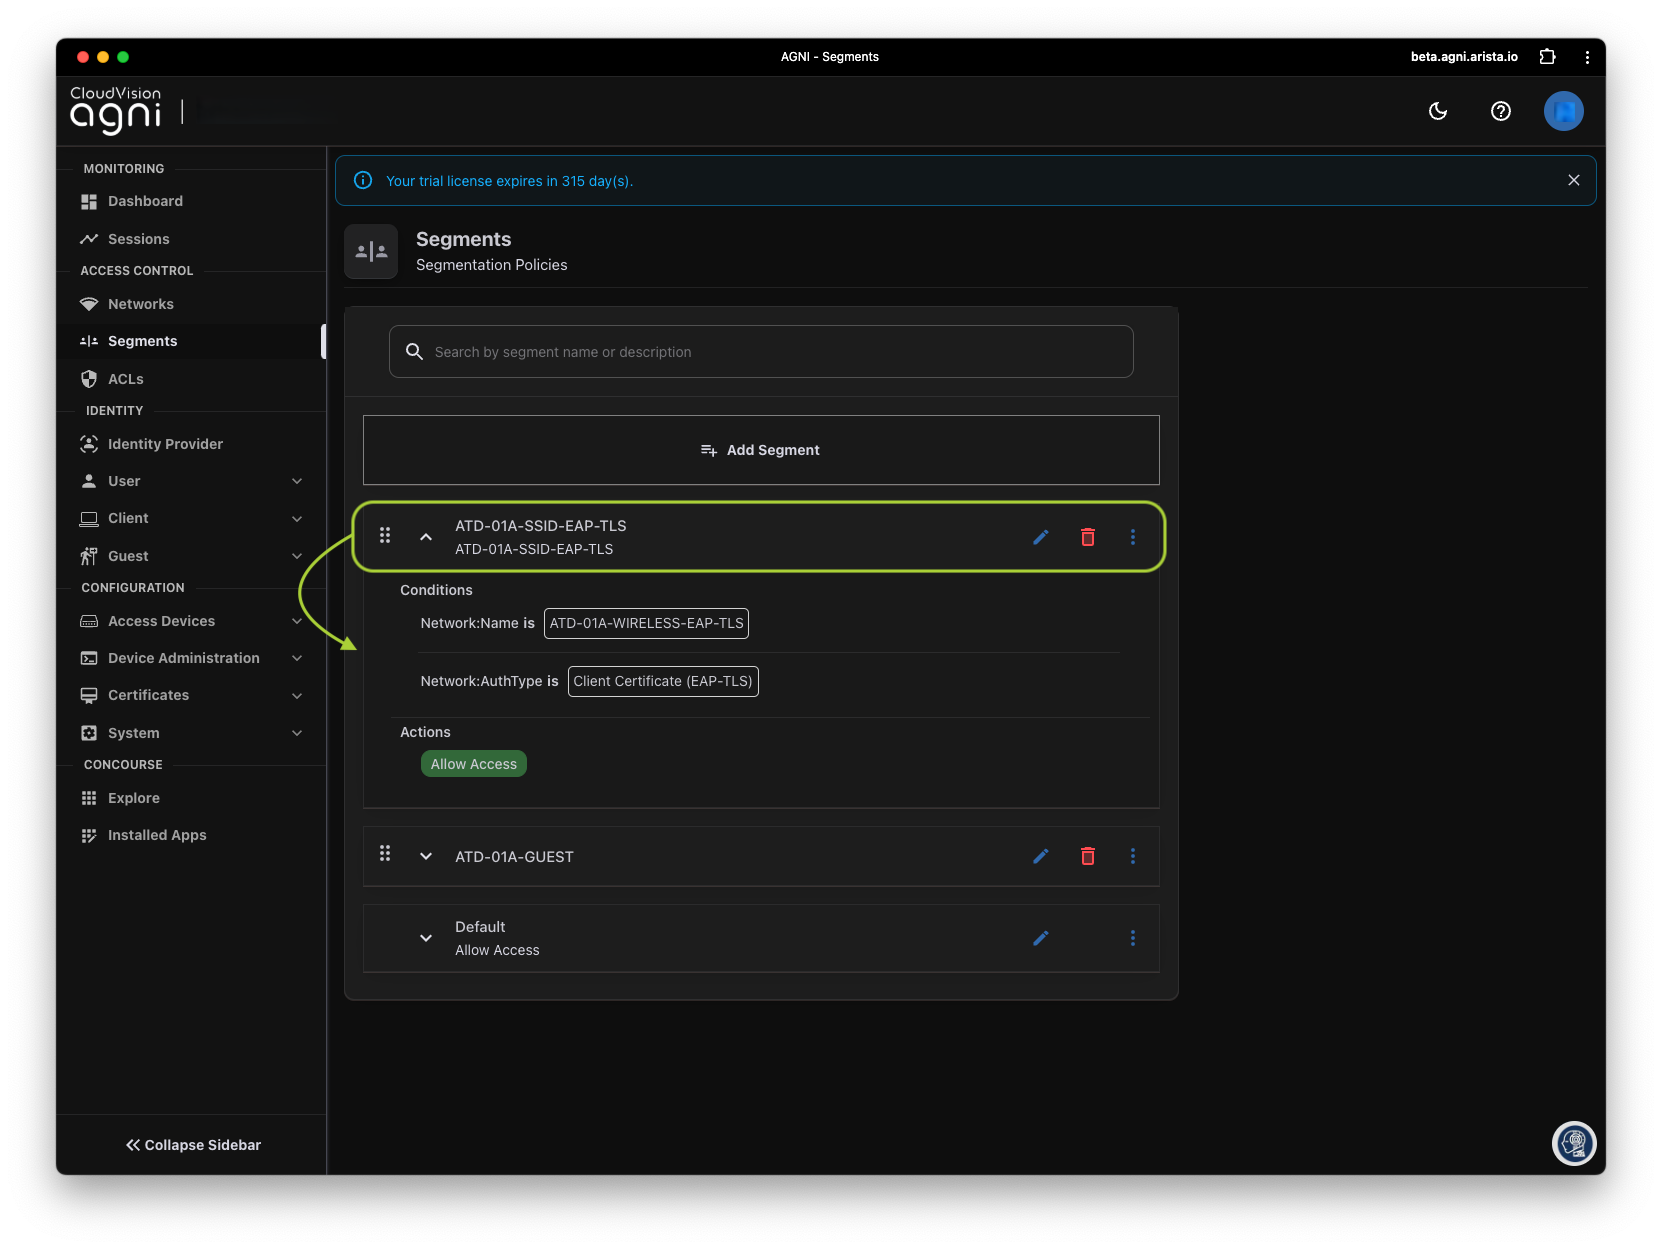 AGNI - Segments
beta.agni.arista.io
CloudVision
agni
MONITORING
Dashboard
Sessions
ACCESS CONTROL
Networks
Segments
ACLs
IDENTITY
Identity Provider
User
Client
Guest
CONFIGURATION
Access Devices
Device Administration
Certificates
System
CONCOURSE
Explore
Installed Apps
Collapse Sidebar
Your trial license expires in 315 day(s).
Segments
Segmentation Policies
Search by segment name or description
Add Segment
ATD-01A-SSID-EAP-TLS
ATD-01A-SSID-EAP-TLS
Conditions
Network:Name is ATD-01A-WIRELESS-EAP-TLS
Network:AuthType is Client Certificate (EAP-TLS)
Actions
Allow Access
ATD-01A-GUEST
Default
Allow Access